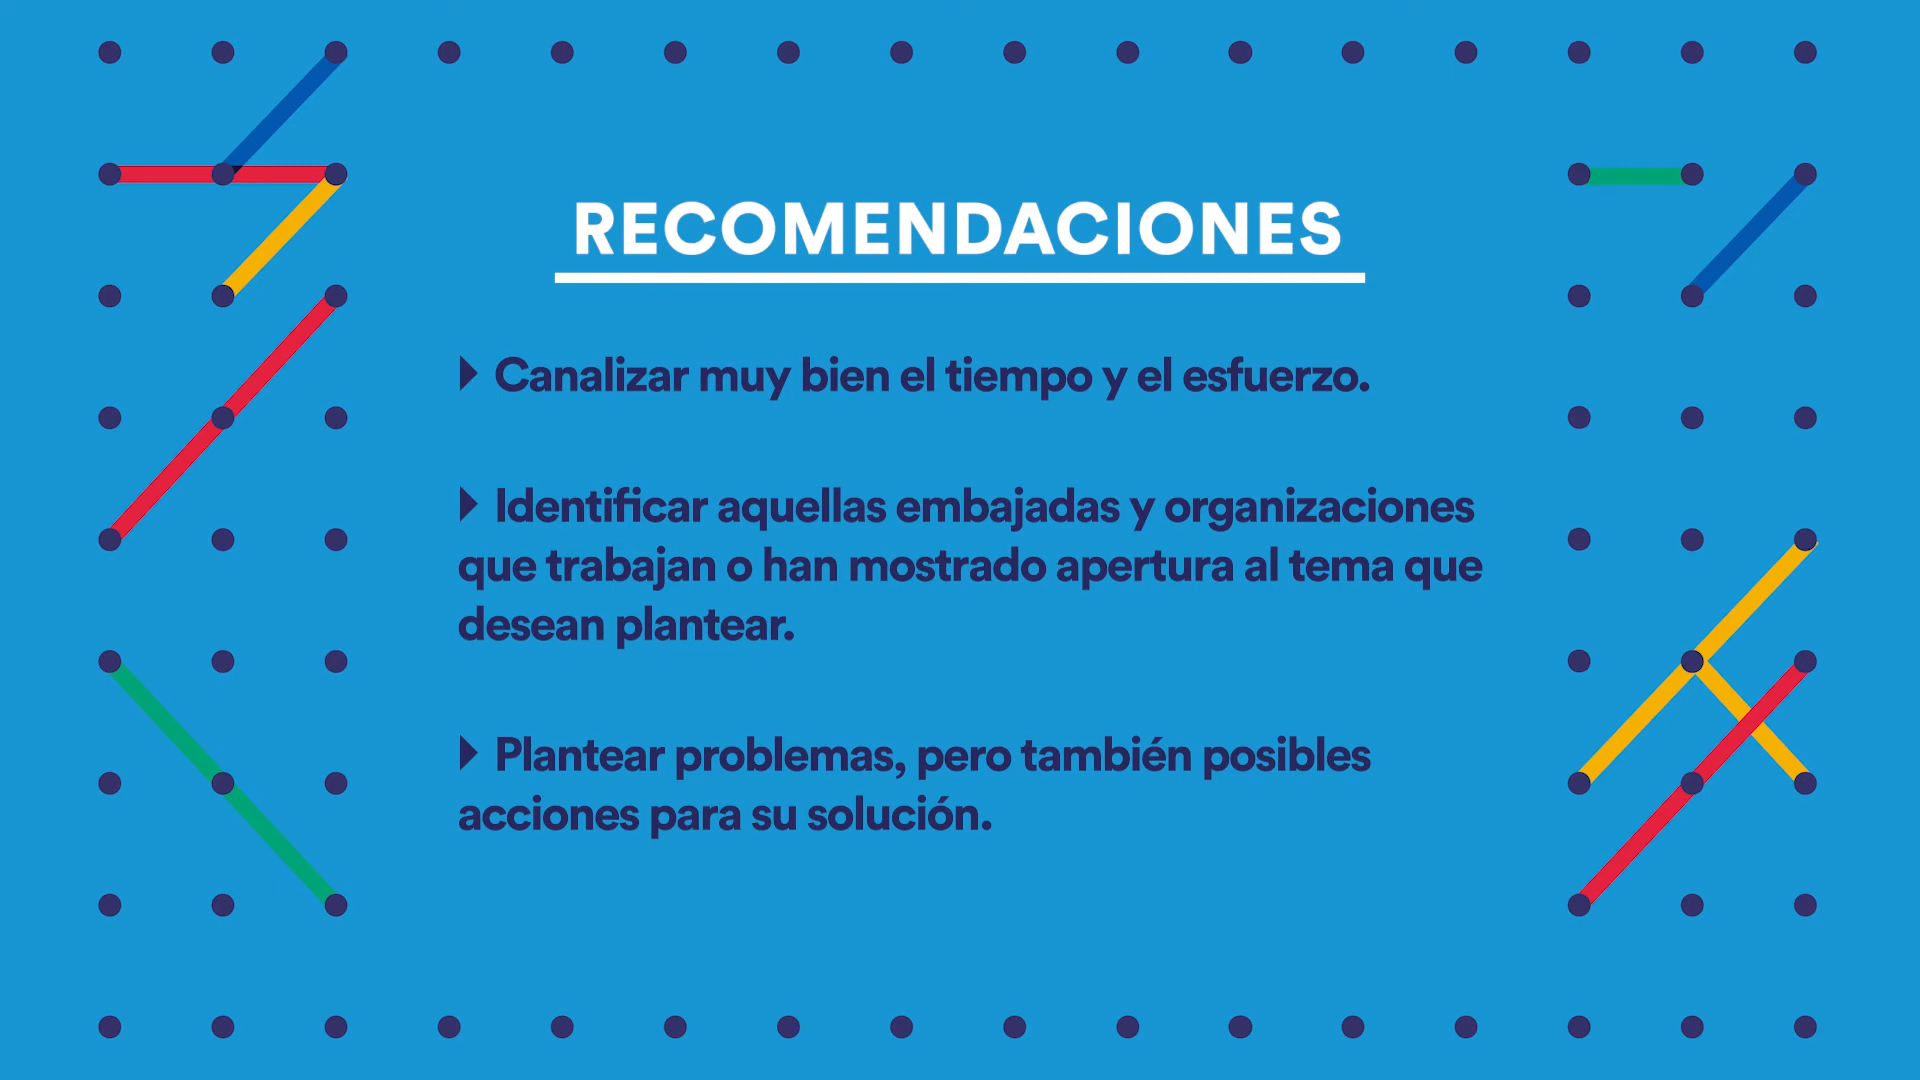 RECOMENDACIONES
Canalizar muy bien el tiempo y el esfuerzo.
Identificar aquellas embajadas y organizaciones
que trabajan o han mostrado apertura al tema que
desean plantear.
Plantear problemas, pero también posibles
acciones para su solución.